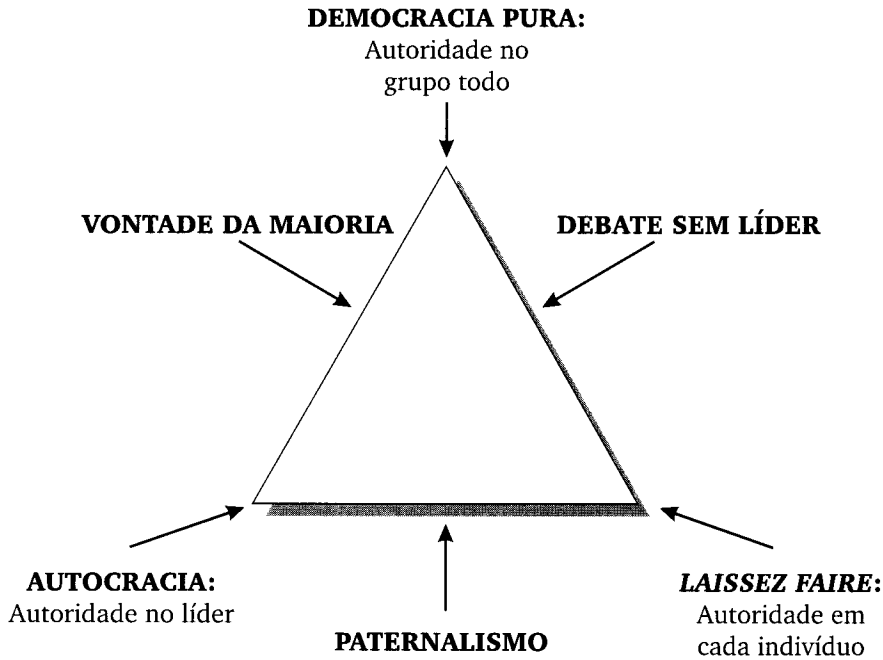 DEMOCRACIA PURA:
Autoridade no
grupo todo
VONTADE DA MAIORIA
DEBATE SEM LÍDER
AUTOCRACIA:
Autoridade no líder
PATERNALISMO
LAISSEZ FAIRE:
Autoridade em
cada indivíduo